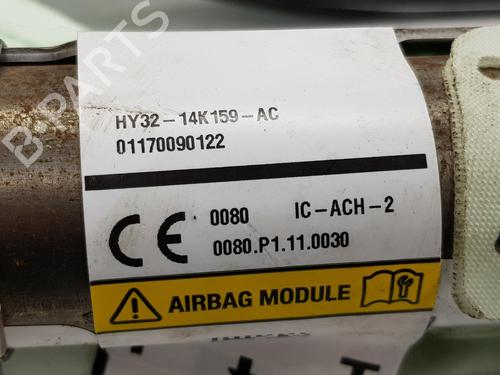 B-PARTS
HY32-14K159-AC
01170090122
CE 0080 IC-ACH-2
0080.P1.11.0030
AIRBAG MODULE